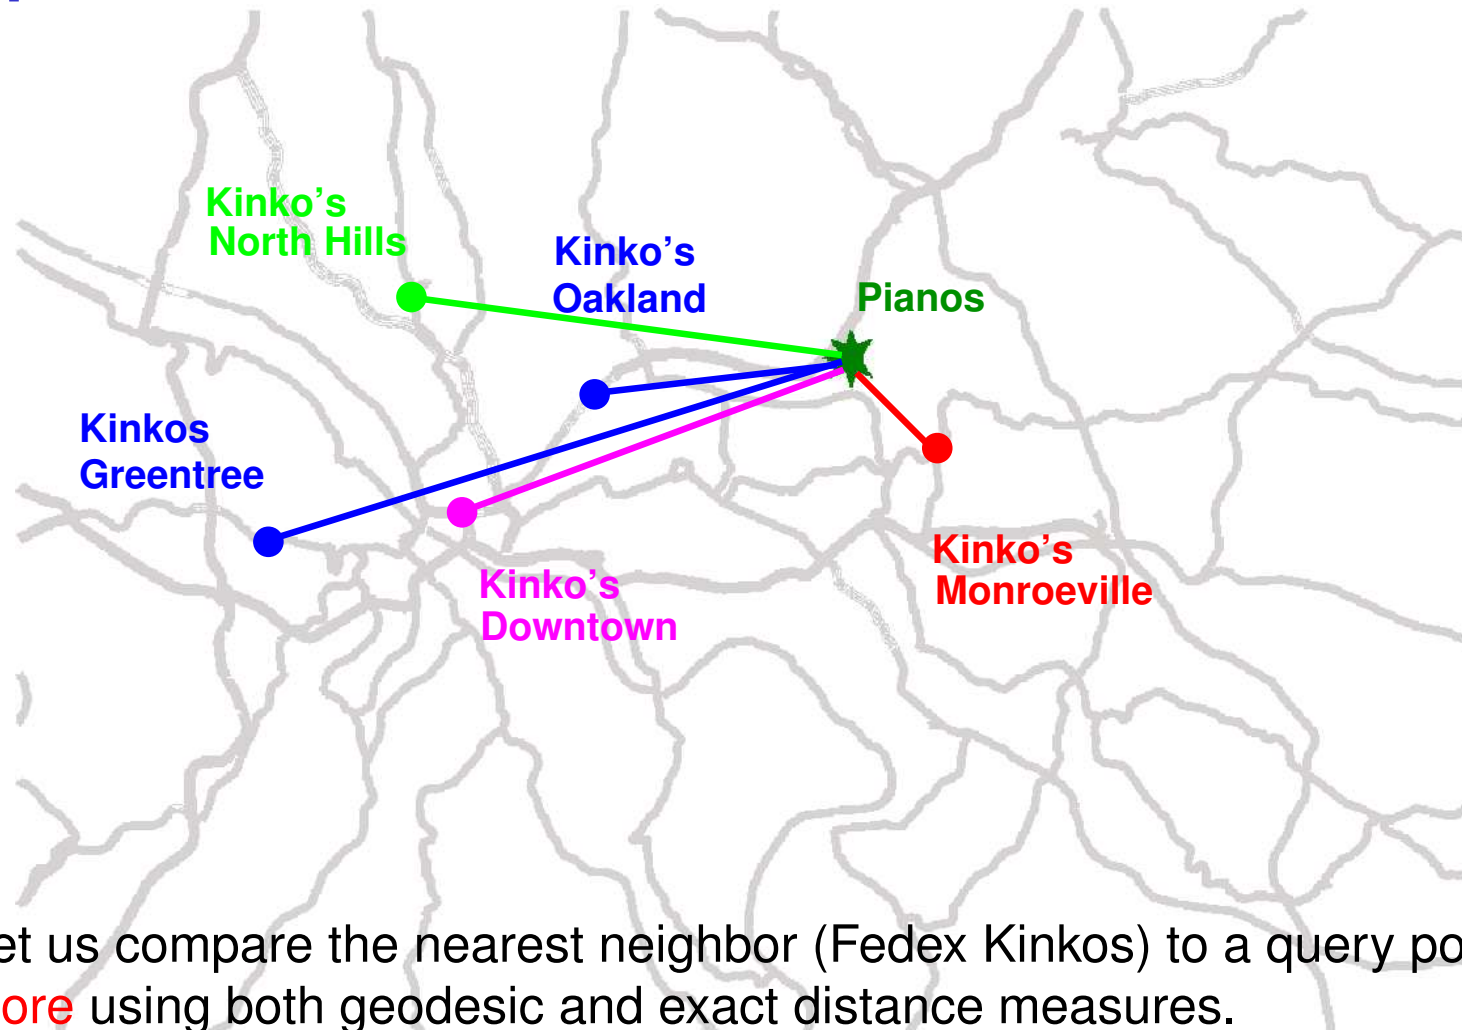 Kinko's
North Hills
Kinko's
Oakland
Pianos
Kinkos
Greentree
Kinko's
Monroeville
Kinko's
Downtown
et us compare the nearest neighbor (Fedex Kinkos) to a query po
ore using both geodesic and exact distance measures.